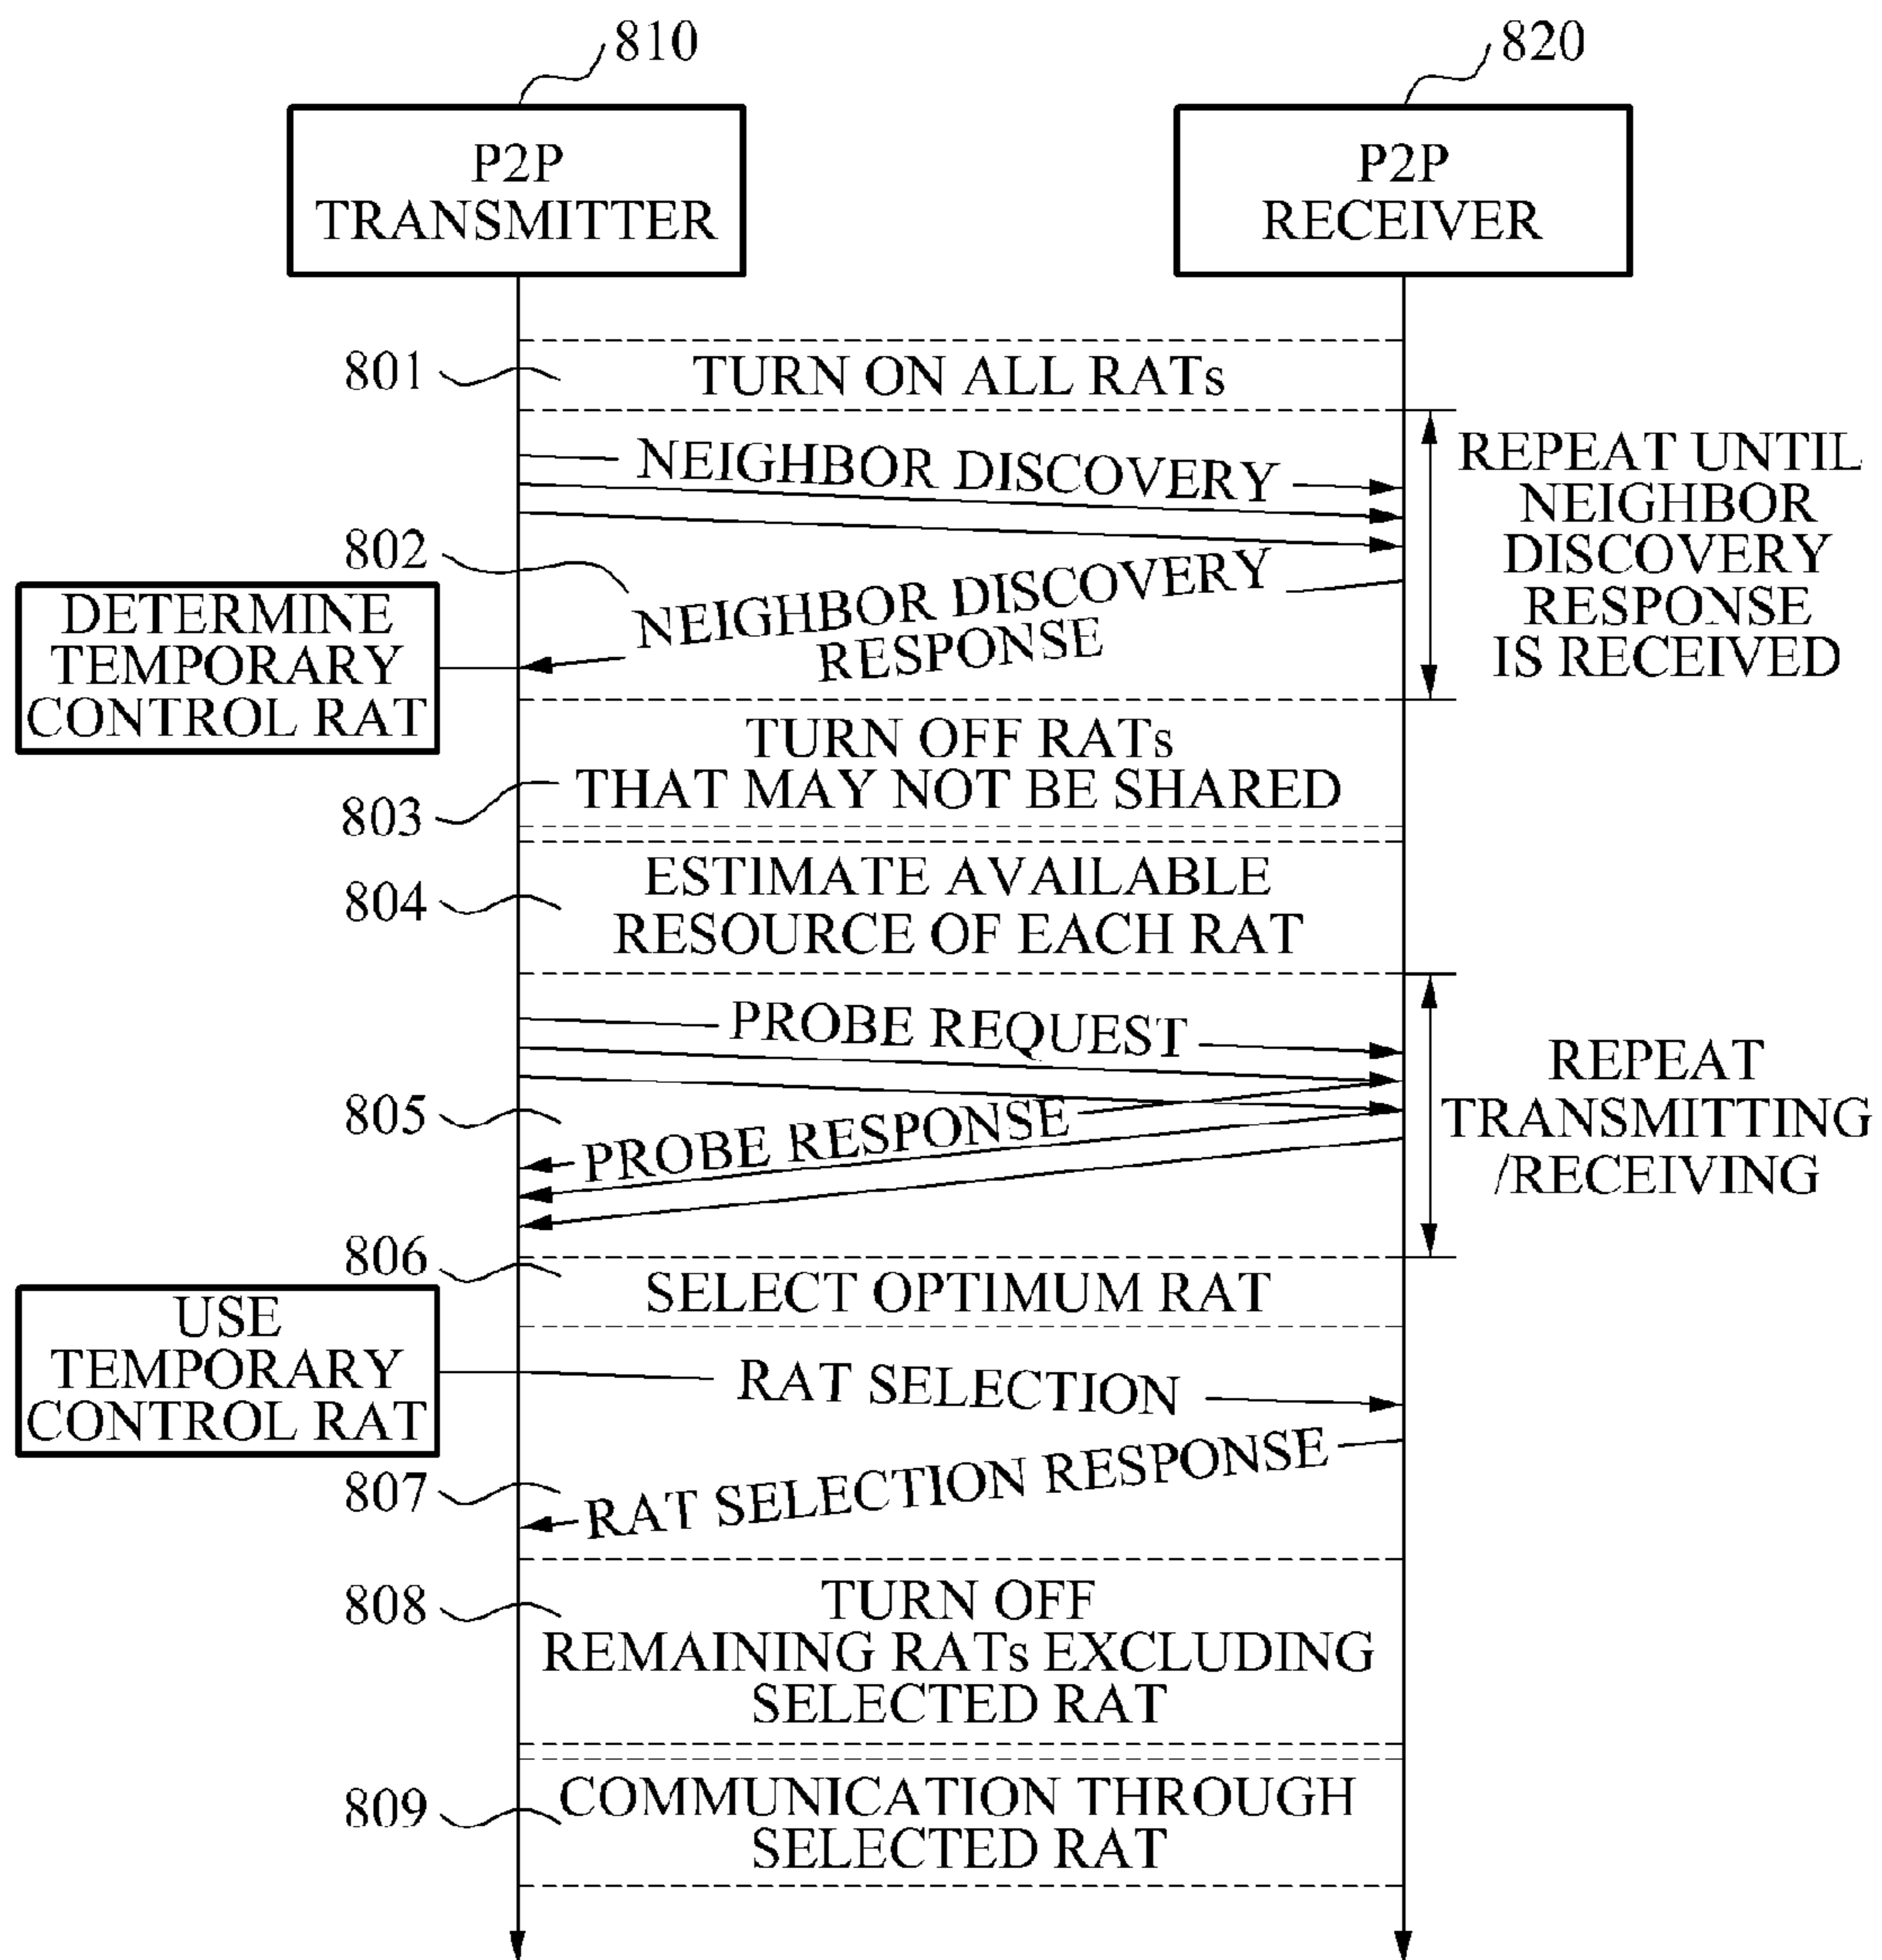 810
820
P2P
TRANSMITTER
P2P
RECEIVER
801
TURN ON ALL RATs
NEIGHBOR DISCOVERY
REPEAT UNTIL
NEIGHBOR
DISCOVERY
RESPONSE
IS RECEIVED
802
NEIGHBOR DISCOVERY
RESPONSE
DETERMINE
TEMPORARY
CONTROL RAT
TURN OFF RATs
THAT MAY NOT BE SHARED
803
ESTIMATE AVAILABLE
RESOURCE OF EACH RAT
804
PROBE REQUEST
REPEAT
TRANSMITTING
/RECEIVING
805
PROBE RESPONSE
806
SELECT OPTIMUM RAT
USE
TEMPORARY
CONTROL RAT
RAT SELECTION
807
RAT SELECTION RESPONSE
808
TURN OFF
REMAINING RATs EXCLUDING
SELECTED RAT
809
COMMUNICATION THROUGH
SELECTED RAT